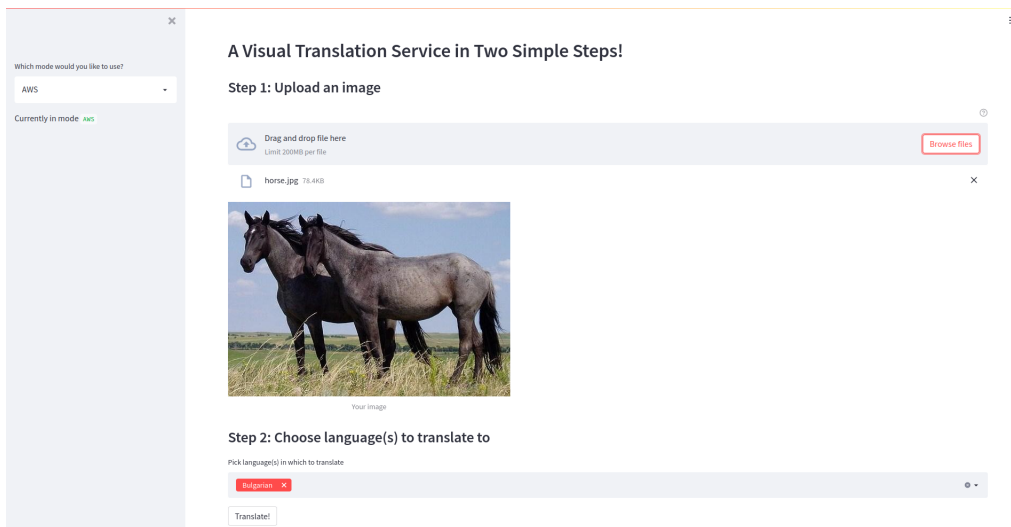 Which mode would you like to use?
AWS
Currently in mode AWS
A Visual Translation Service in Two Simple Steps!
Step 1: Upload an image
Drag and drop file here
Limit 200MB per file
Browse files
horse.jpg 78.4KB
Your image
Step 2: Choose language(s) to translate to
Pick language(s) in which to translate
Bulgarian
Translate!